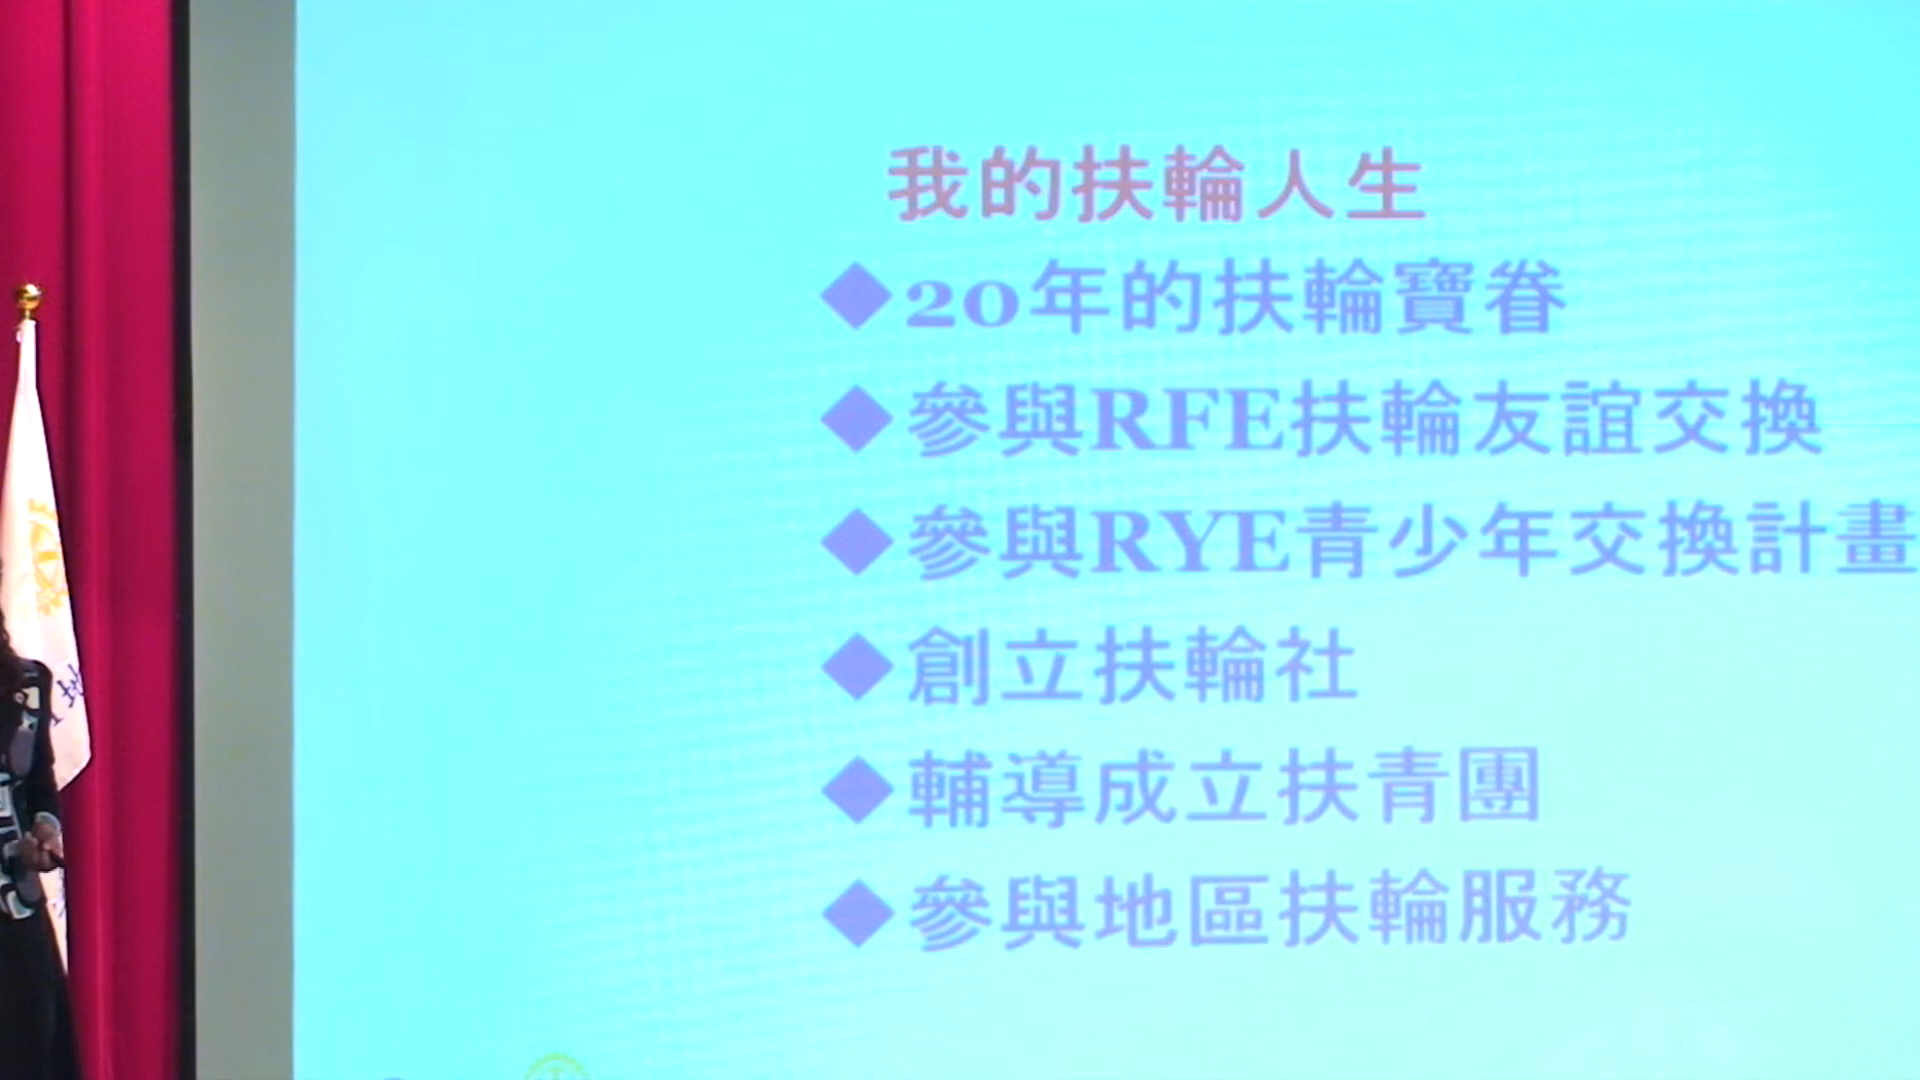 我的扶輪人生
◆20年的扶輪寶眷
◆參與RFE扶輪友誼交換
◆參與RYE青少年交換計畫
◆創立扶輪社
◆輔導成立扶青團
◆參與地區扶輪服務